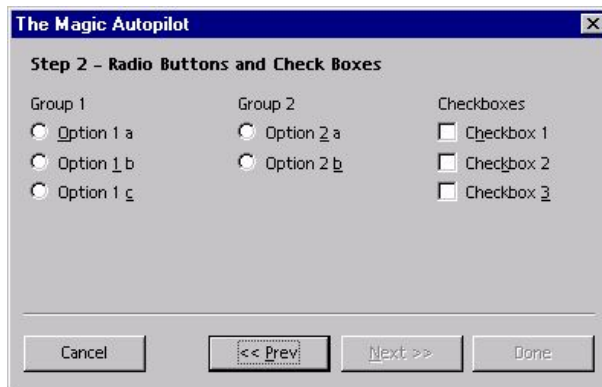 The Magic Autopilot
Step 2 – Radio Buttons and Check Boxes
Group 1
Option 1 a
Option 1 b
Option 1 c
Group 2
Option 2 a
Option 2 b
Checkboxes
Checkbox 1
Checkbox 2
Checkbox 3
Cancel
<< Prev
Next >>
Done